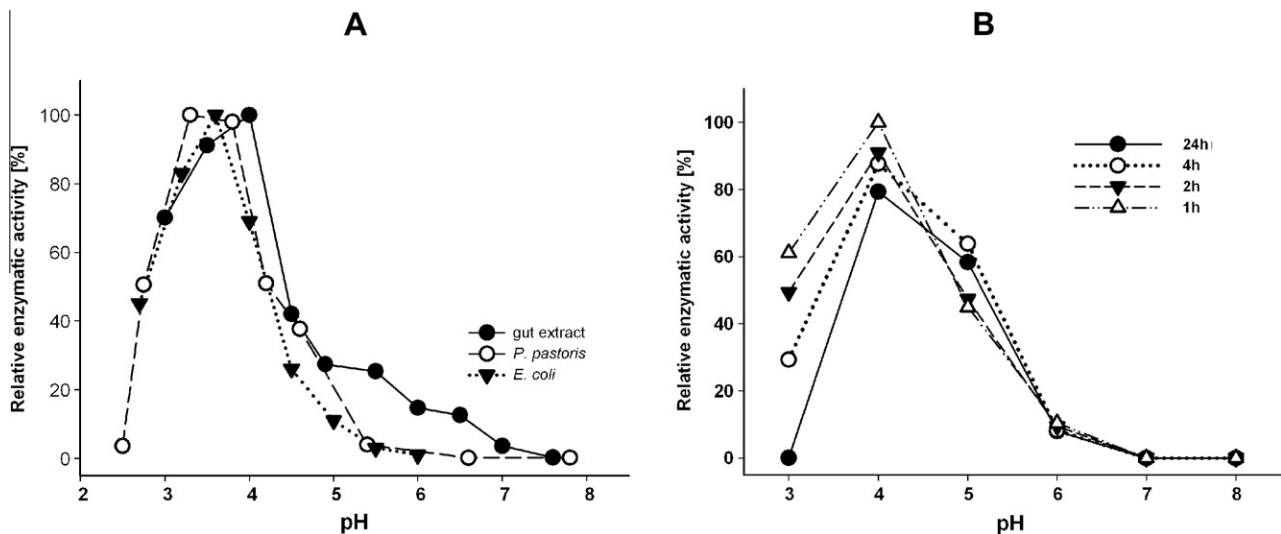 A
Relative enzymatic activity [%]
100
80
60
40
20
0
2 3 4 5 6 7 8
pH
gut extract
P. pastoris
E. coli
B
Relative enzymatic activity [%]
100
80
60
40
20
0
3 4 5 6 7 8
pH
24h
4h
2h
1h